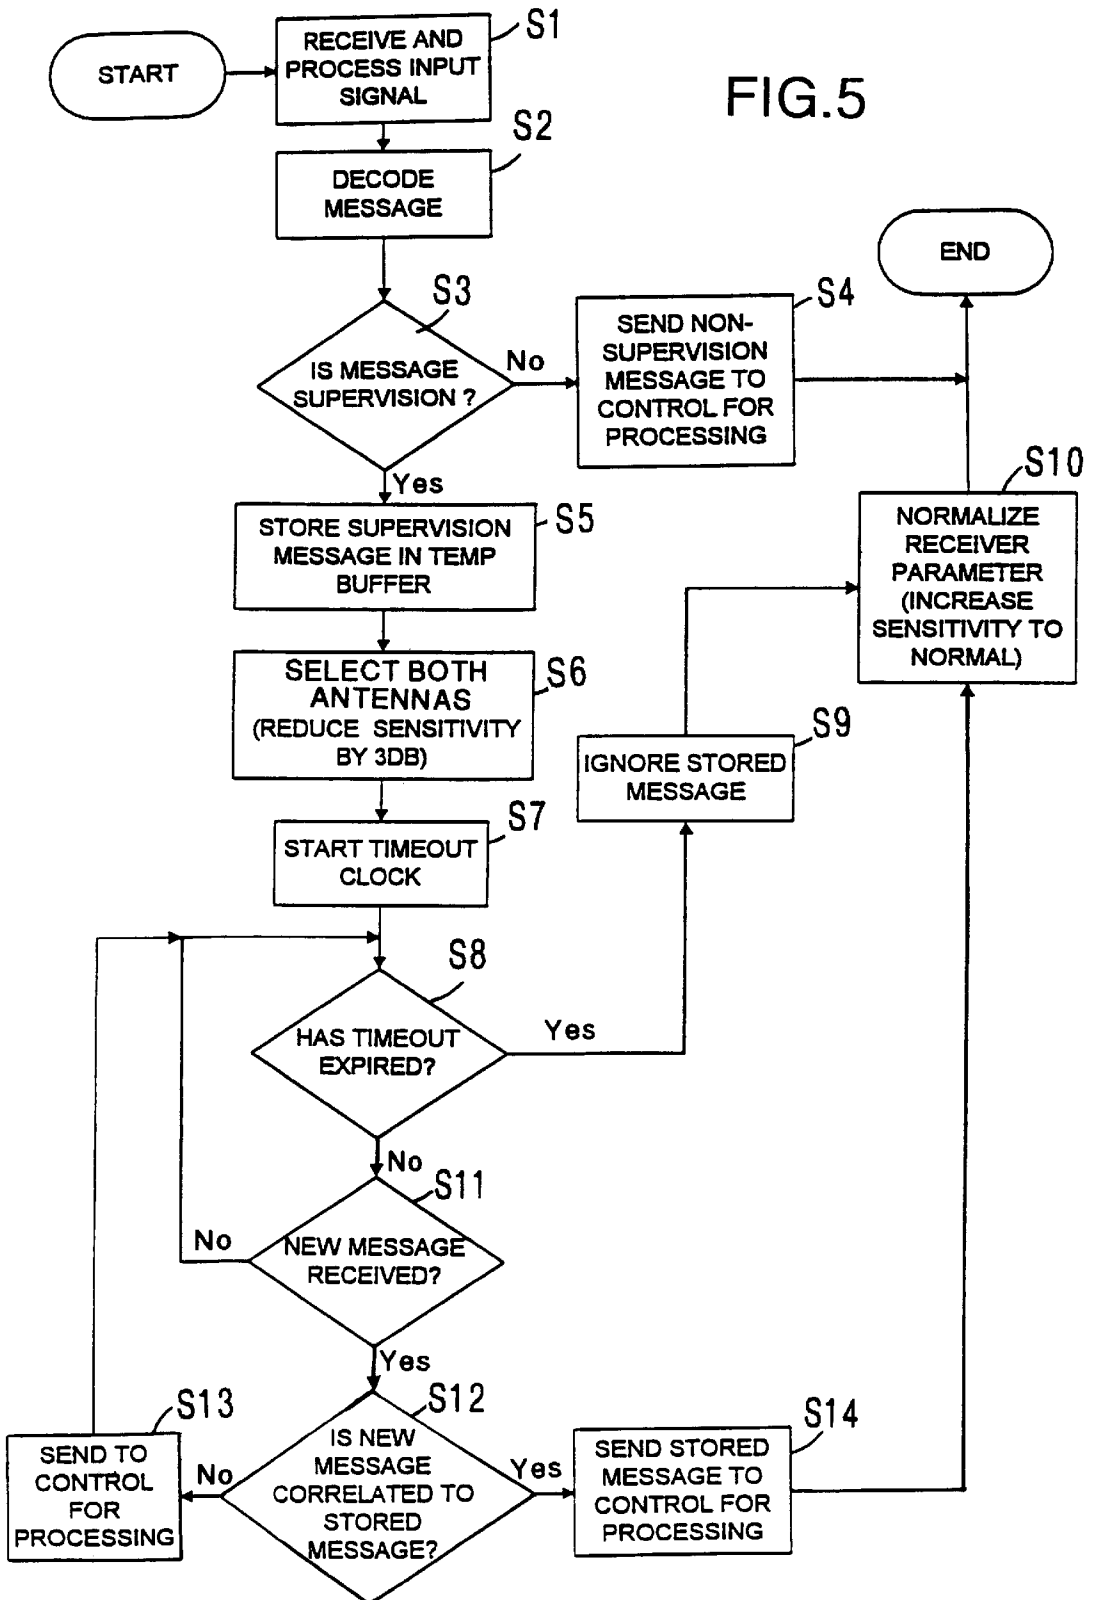 S1
START
RECEIVE AND
PROCESS INPUT
SIGNAL
FIG.5
S2
DECODE
MESSAGE
END
S3
S4
IS MESSAGE
SUPERVISION ?
No
SEND NON-
SUPERVISION
MESSAGE TO
CONTROL FOR
PROCESSING
Yes
S10
STORE SUPERVISION
MESSAGE IN TEMP
BUFFER
S5
NORMALIZE
RECEIVER
PARAMETER
(INCREASE
SENSITIVITY TO
NORMAL)
SELECT BOTH
ANTENNAS
(REDUCE SENSITIVITY
BY 3DB)
S6
S9
IGNORE STORED
MESSAGE
S7
START TIMEOUT
CLOCK
S8
HAS TIMEOUT
EXPIRED?
Yes
No
S11
No
NEW MESSAGE
RECEIVED?
Yes
S12
S13
S14
SEND TO
CONTROL
FOR
PROCESSING
No
IS NEW
MESSAGE
CORRELATED TO
STORED
MESSAGE?
Yes
SEND STORED
MESSAGE TO
CONTROL FOR
PROCESSING